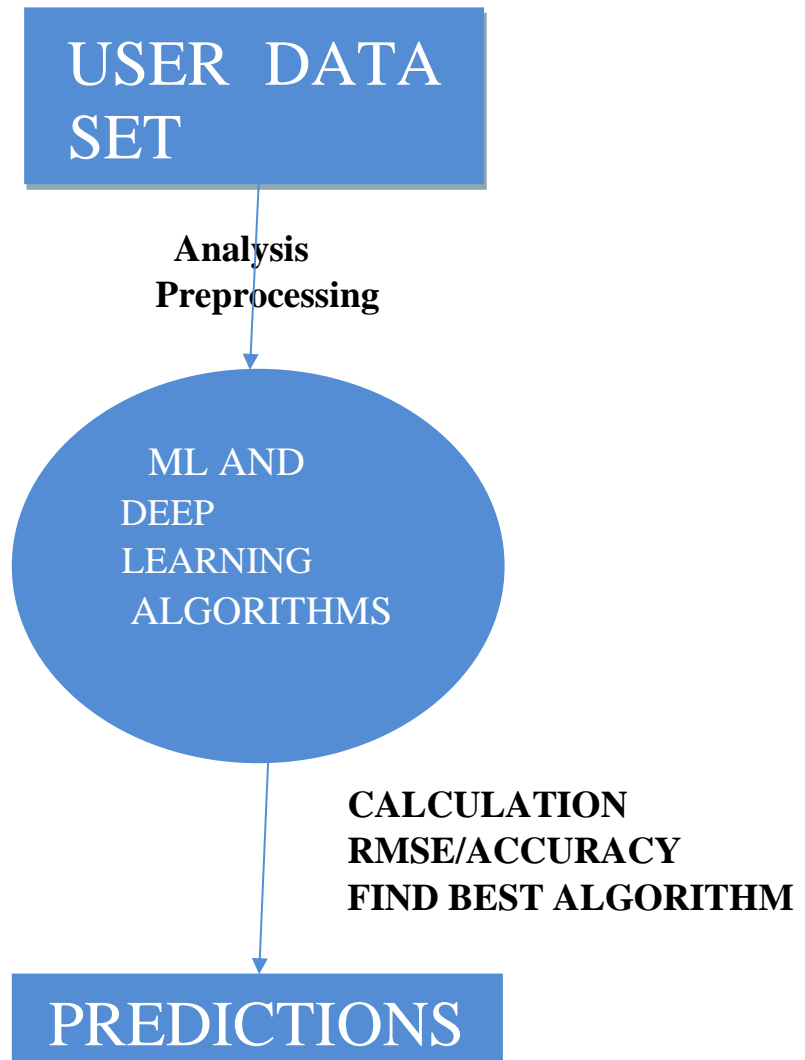 USER DATA
SET
Analysis
Preprocessing
ML AND
DEEP
LEARNING
ALGORITHMS
CALCULATION
RMSE/ACCURACY
FIND BEST ALGORITHM
PREDICTIONS